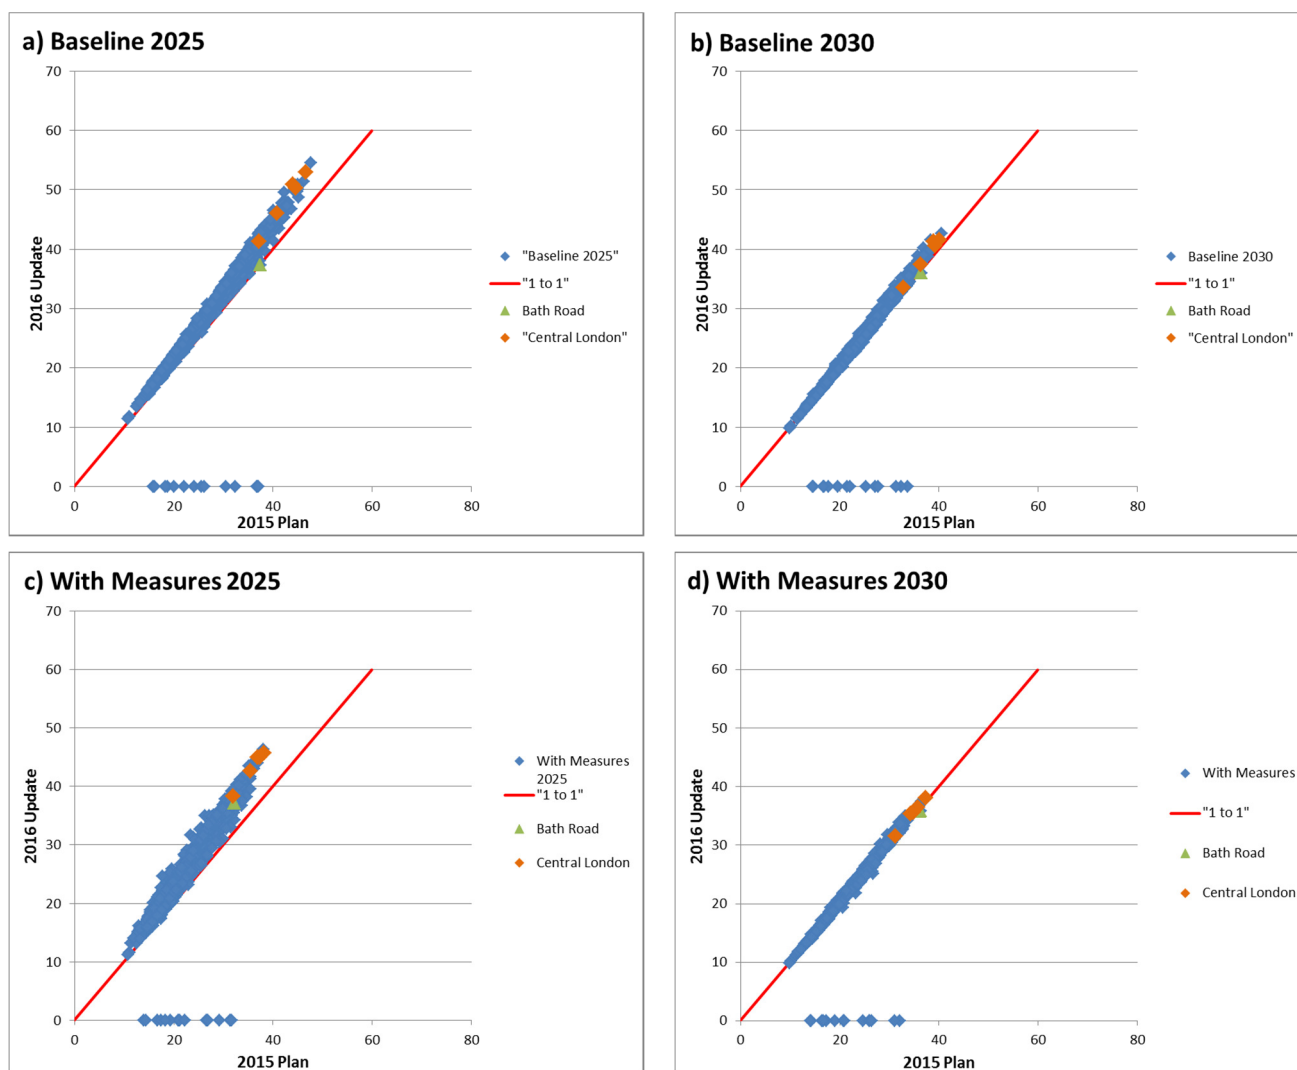 a) Baseline 2025
70
60
50
40
30
20
10
0
0 20 40 60 80
2016 Update
2015 Plan
"Baseline 2025"
"1 to 1"
Bath Road
"Central London"
b) Baseline 2030
70
60
50
40
30
20
10
0
0 20 40 60 80
2016 Update
2015 Plan
Baseline 2030
"1 to 1"
Bath Road
"Central London"
c) With Measures 2025
70
60
50
40
30
20
10
0
0 20 40 60 80
2016 Update
2015 Plan
With Measures
2025
"1 to 1"
Bath Road
Central London
d) With Measures 2030
70
60
50
40
30
20
10
0
0 20 40 60 80
2016 Update
2015 Plan
With Measures
"1 to 1"
Bath Road
Central London